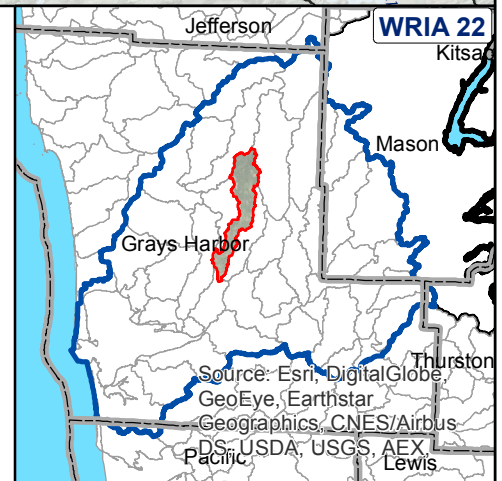 Jefferson
WRIA 22
Kitsap
Mason
Grays Harbor
Thurston
Source: Esri, DigitalGlobe,
GeoEye, Earthstar
Geographics, CNES/Airbus
DS, USDA, USGS, AEX,
Pacific
Lewis